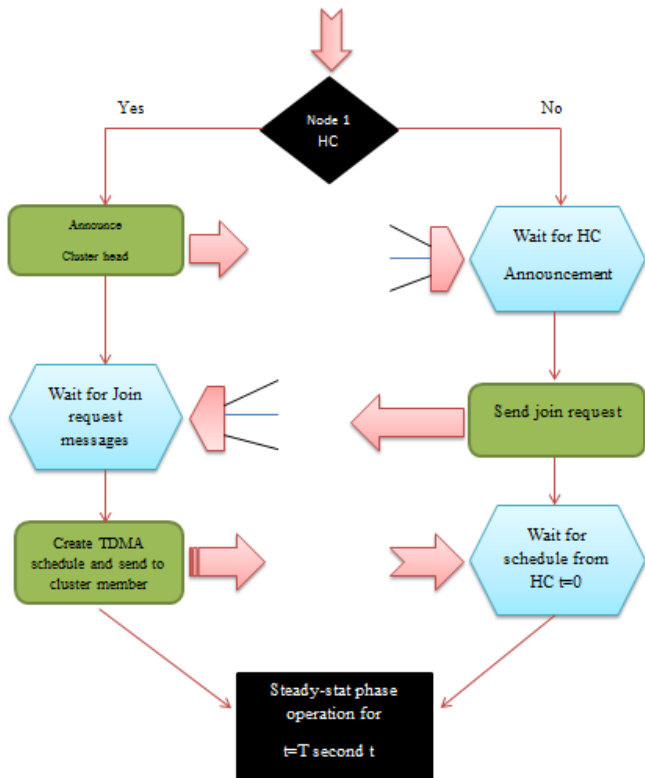 Yes
Node 1
HC
No
Announce
Cluster head
Wait for HC
Announcement
Wait for Join
request
messages
Send join request
Create TDMA
schedule and send to
cluster member
Wait for
schedule from
HC t=0
Steady-stat phase
operation for
t=T second t